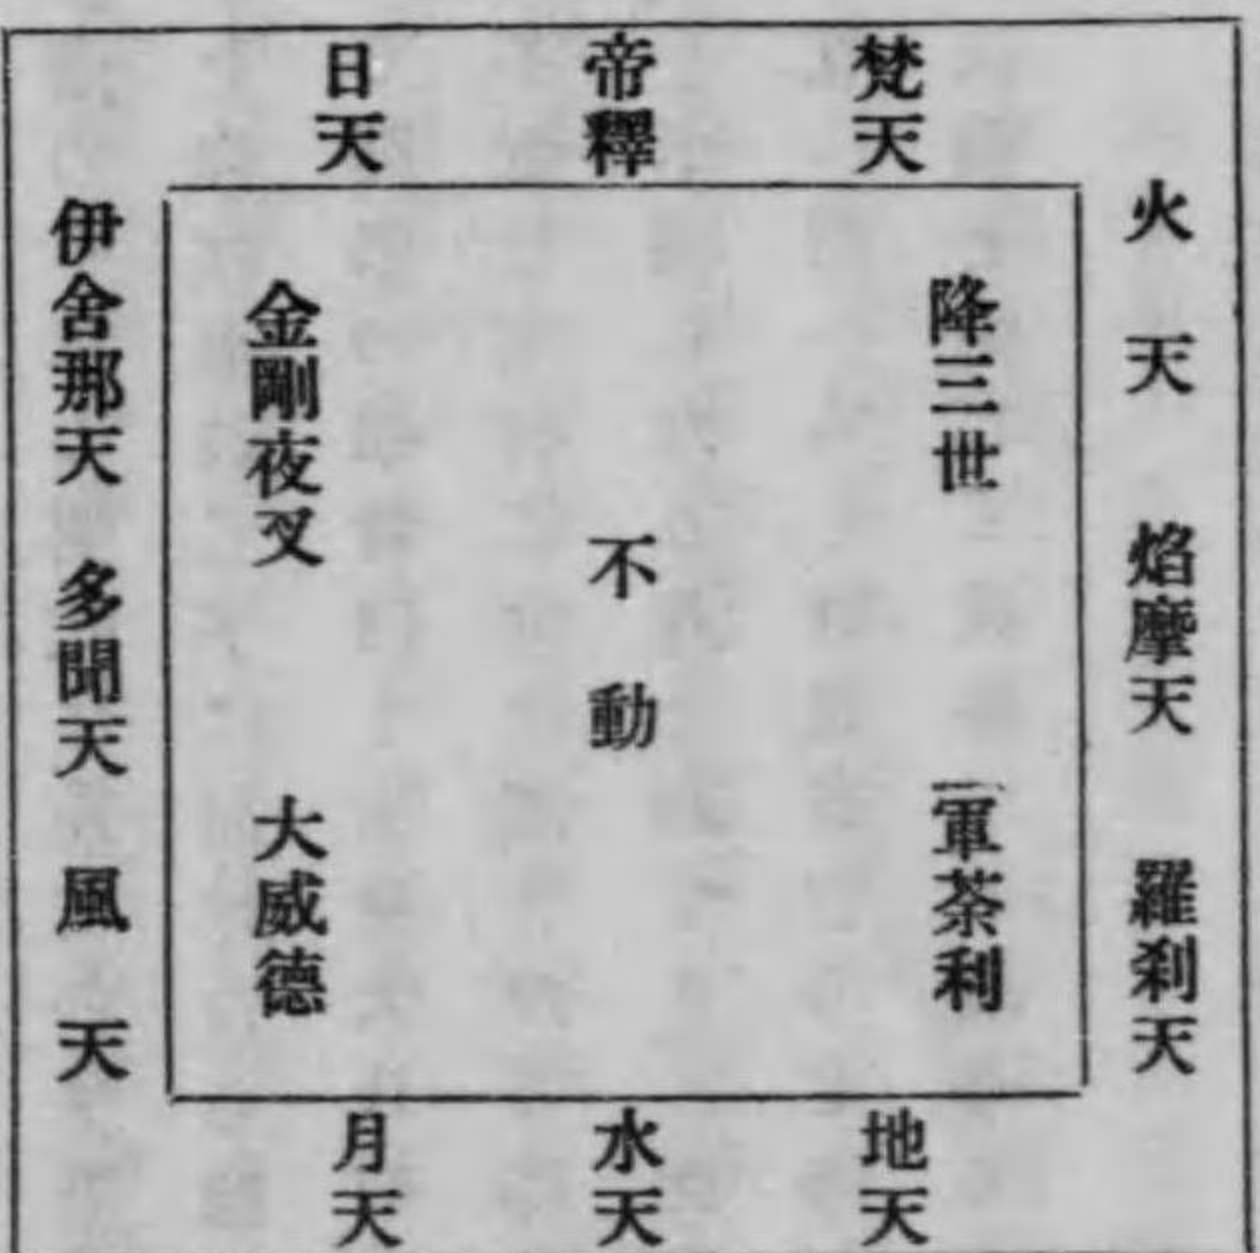 梵天
帝釋
日天
火天
焰摩天
羅刹天
降三世
軍荼利
不動
金剛夜叉
大威德
伊舍那天
多聞天
風天
地天
水天
月天